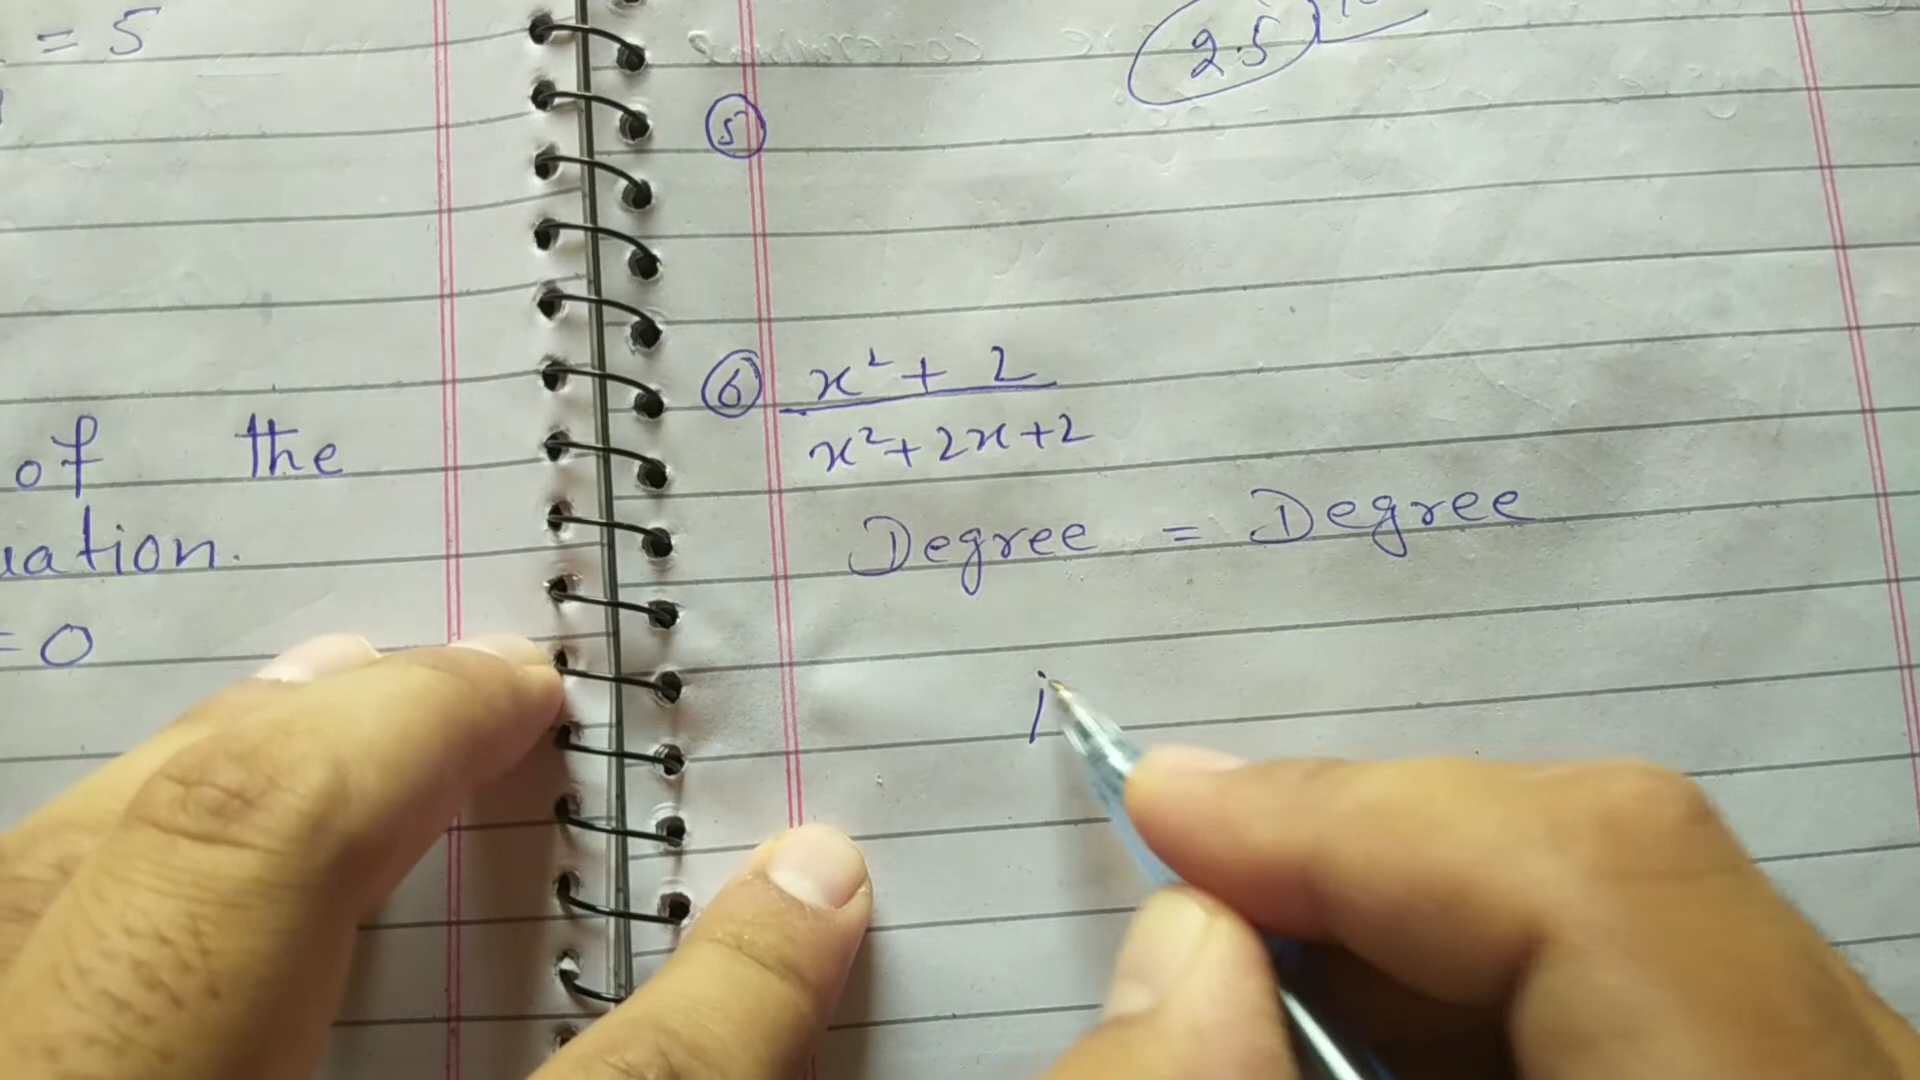 = 5
of the
uation.
= 0
2.5
5
6 x² + 2
x² + 2x + 2
Degree = Degree
i